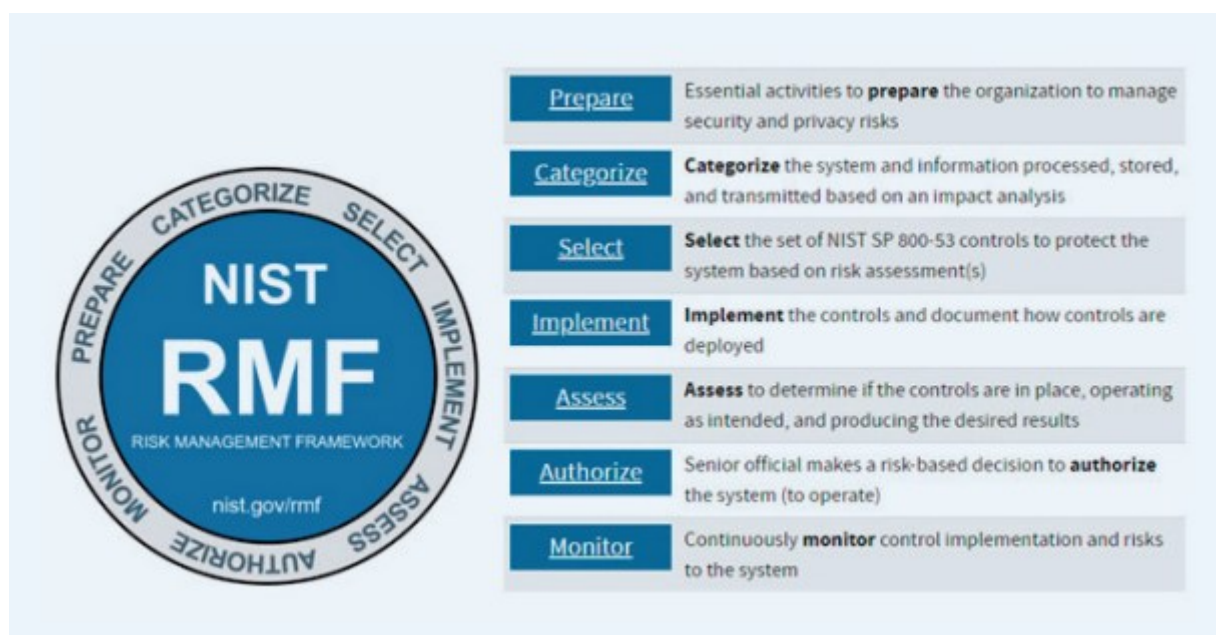 PREPARE
CATEGORIZE
SELECT
IMPLEMENT
ASSESS
AUTHORIZE
MONITOR
NIST
RMF
RISK MANAGEMENT FRAMEWORK
nist.gov/rmf
Prepare
Essential activities to prepare the organization to manage
security and privacy risks
Categorize
Categorize the system and information processed, stored,
and transmitted based on an impact analysis
Select
Select the set of NIST SP 800-53 controls to protect the
system based on risk assessment(s)
Implement
Implement the controls and document how controls are
deployed
Assess
Assess to determine if the controls are in place, operating
as intended, and producing the desired results
Authorize
Senior official makes a risk-based decision to authorize
the system (to operate)
Monitor
Continuously monitor control implementation and risks
to the system